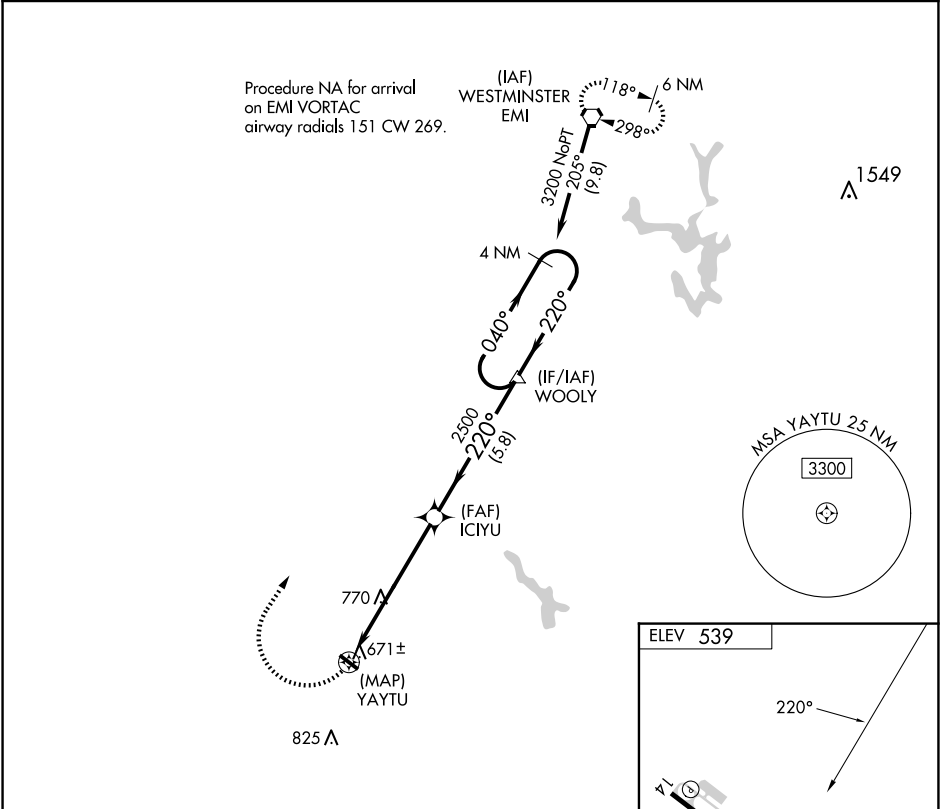 Procedure NA for arrival
on EMI VORTAC
airway radials 151 CW 269.
(IAF)
WESTMINSTER
EMI
118°
6 NM
298°
3200 NoPT
205°
(9.8)
1549
4 NM
040°
220°
(IF/IAF)
WOOLY
2500
220°
(5.8)
MSA YAYTU 25 NM
3300
(FAF)
ICIYU
770
671±
(MAP)
YAYTU
825
ELEV 539
220°
14
P